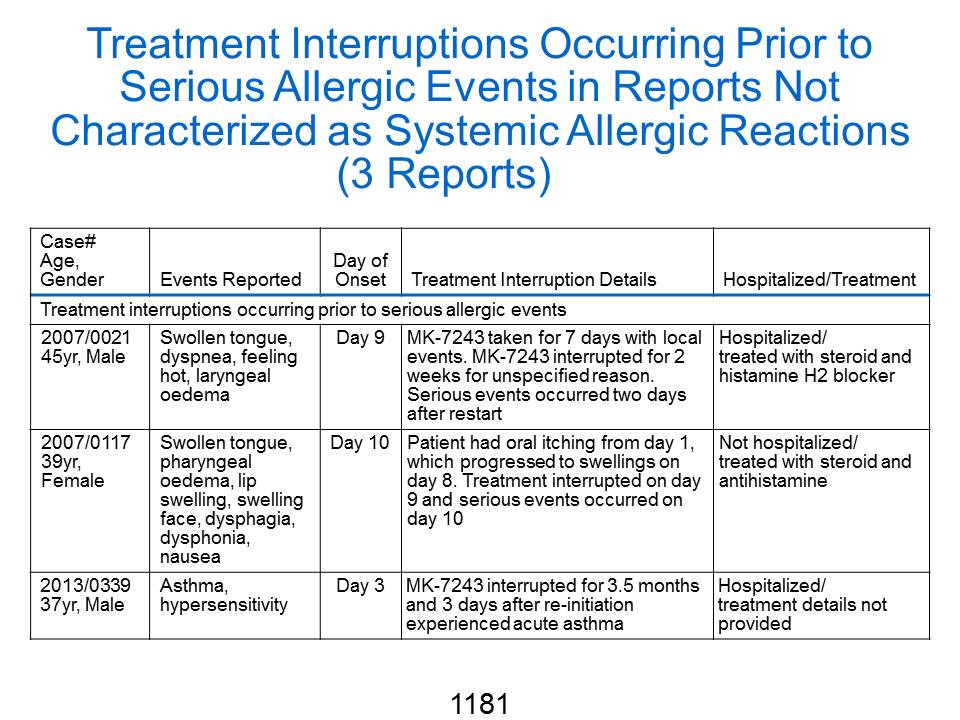 Treatment Interruptions Occurring Prior to
Serious Allergic Events in Reports Not
Characterized as Systemic Allergic Reactions
(3 Reports)
Case#
Age,
Gender
Events Reported
Day of
Onset
Treatment Interruption Details
Hospitalized/Treatment
Treatment interruptions occurring prior to serious allergic events
2007/0021
45yr, Male
Swollen tongue,
dyspnea, feeling
hot, laryngeal
oedema
Day 9
MK-7243 taken for 7 days with local
events. MK-7243 interrupted for 2
weeks for unspecified reason.
Serious events occurred two days
after restart
Hospitalized/
treated with steroid and
histamine H2 blocker
2007/0117
39yr,
Female
Swollen tongue,
pharyngeal
oedema, lip
swelling, swelling
face, dysphagia,
dysphonia,
nausea
Day 10
Patient had oral itching from day 1,
which progressed to swellings on
day 8. Treatment interrupted on day
9 and serious events occurred on
day 10
Not hospitalized/
treated with steroid and
antihistamine
2013/0339
37yr, Male
Asthma,
hypersensitivity
Day 3
MK-7243 interrupted for 3.5 months
and 3 days after re-initiation
experienced acute asthma
Hospitalized/
treatment details not
provided
1181